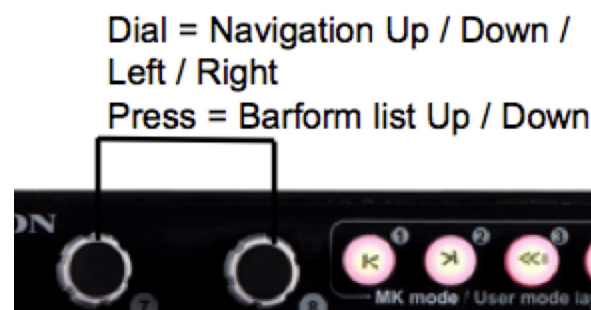 Dial = Navigation Up / Down /
Left / Right
Press = Barform list Up / Down
ON
1 2 3
7 8
MK mode / User mode la